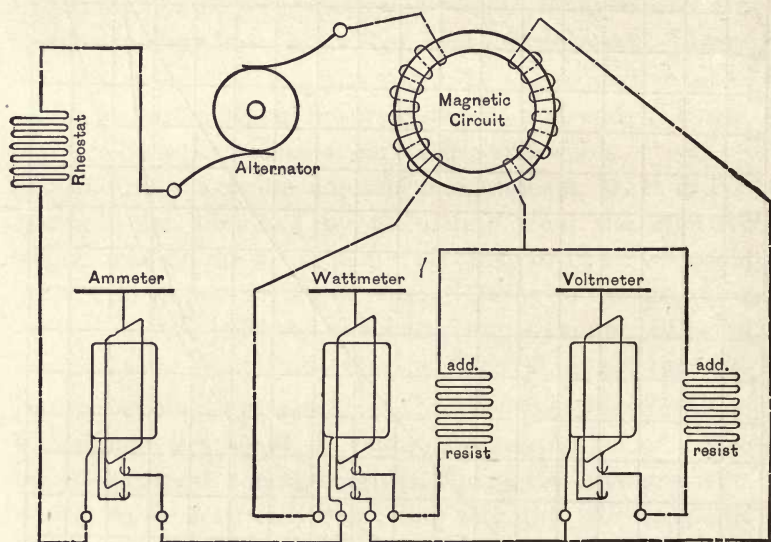 Magnetic
Circuit
Rheostat
Alternator
Ammeter
Wattmeter
Voltmeter
add.
resist
add.
resist